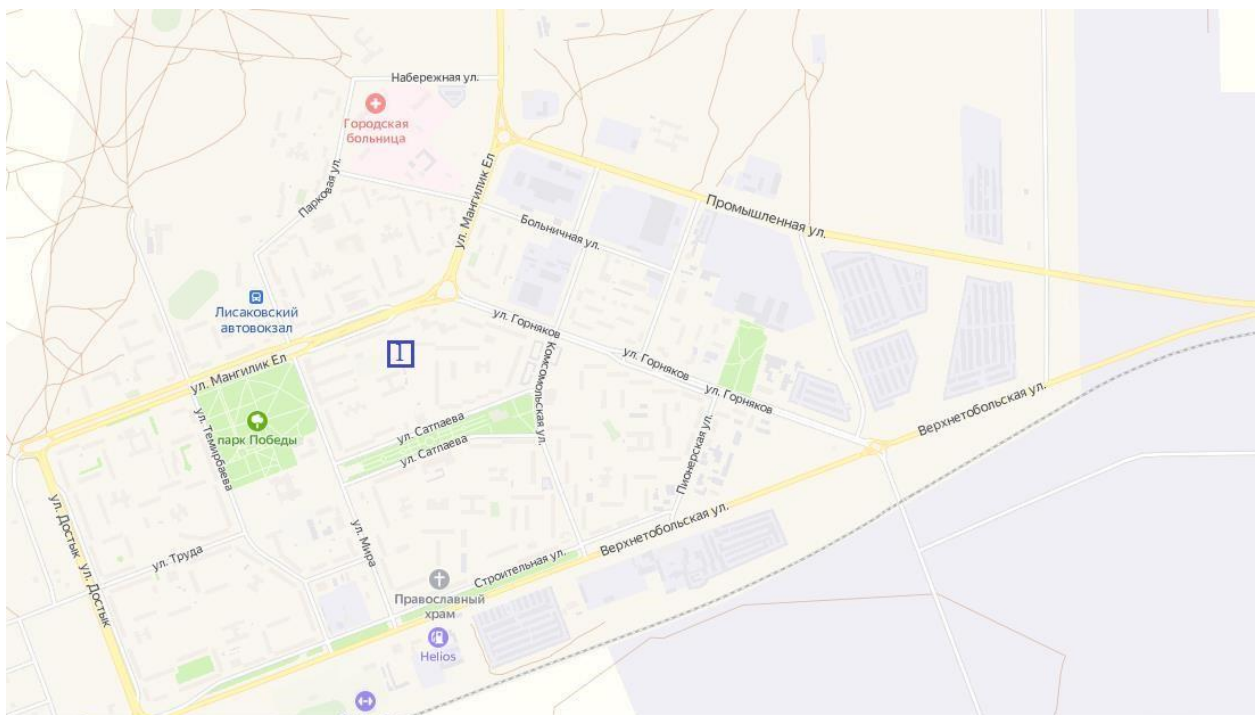 Набережная ул.
Городская
больница
Парковая ул.
ул. Мангилик Ел
Промышленная ул.
Больничная ул.
Лисаковский
автовокзал
ул. Горняков
1
ул. Мангилик Ел
Комсомольская ул.
ул. Горняков
ул. Горняков
Верхнетобольская ул.
парк Победы
ул. Темирбаева
ул. Сатпаева
ул. Сатпаева
Пионерская ул.
ул. Достык
ул. Достык
ул. Труда
ул. Мира
Верхнетобольская ул.
Строительная ул.
Православный
храм
Helios